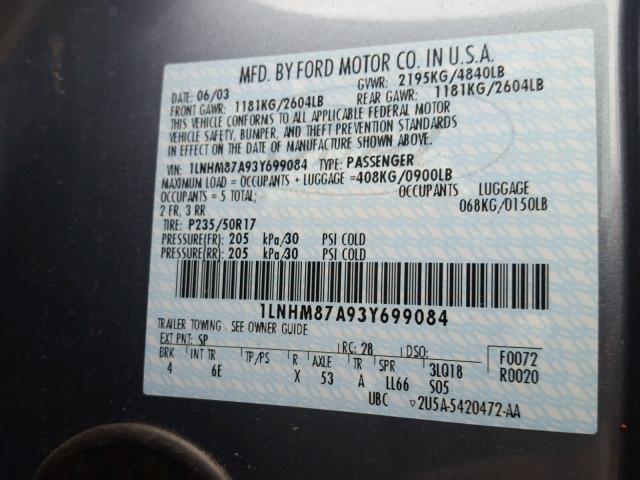 MFD. BY FORD MOTOR CO. IN U.S.A.
DATE: 06/03 GVWR: 2195KG/4840LB
FRONT GAWR: 1181KG/2604LB REAR GAWR: 1181KG/2604LB
THIS VEHICLE CONFORMS TO ALL APPLICABLE FEDERAL MOTOR
VEHICLE SAFETY, BUMPER, AND THEFT PREVENTION STANDARDS
IN EFFECT ON THE DATE OF MANUFACTURE SHOWN ABOVE.
VIN: 1LNHM87A93Y699084 TYPE: PASSENGER
MAXIMUM LOAD = OCCUPANTS + LUGGAGE = 408KG/0900LB
OCCUPANTS = 5 TOTAL; OCCUPANTS LUGGAGE
2 FR, 3 RR 068KG/0150LB
TIRE: P235/50R17
PRESSURE(FR): 205 kPa/30 PSI COLD
PRESSURE(RR): 205 kPa/30 PSI COLD
1LNHM87A93Y699084
TRAILER TOWING - SEE OWNER GUIDE
EXT PNT: SP RC: 28 DSO: F0072
BRK INT TR TP/PS R AXLE TR SPR 3LQ18 R0020
4 6E X 53 A LL66 S05
UBC ▽2U5A-5420472-AA